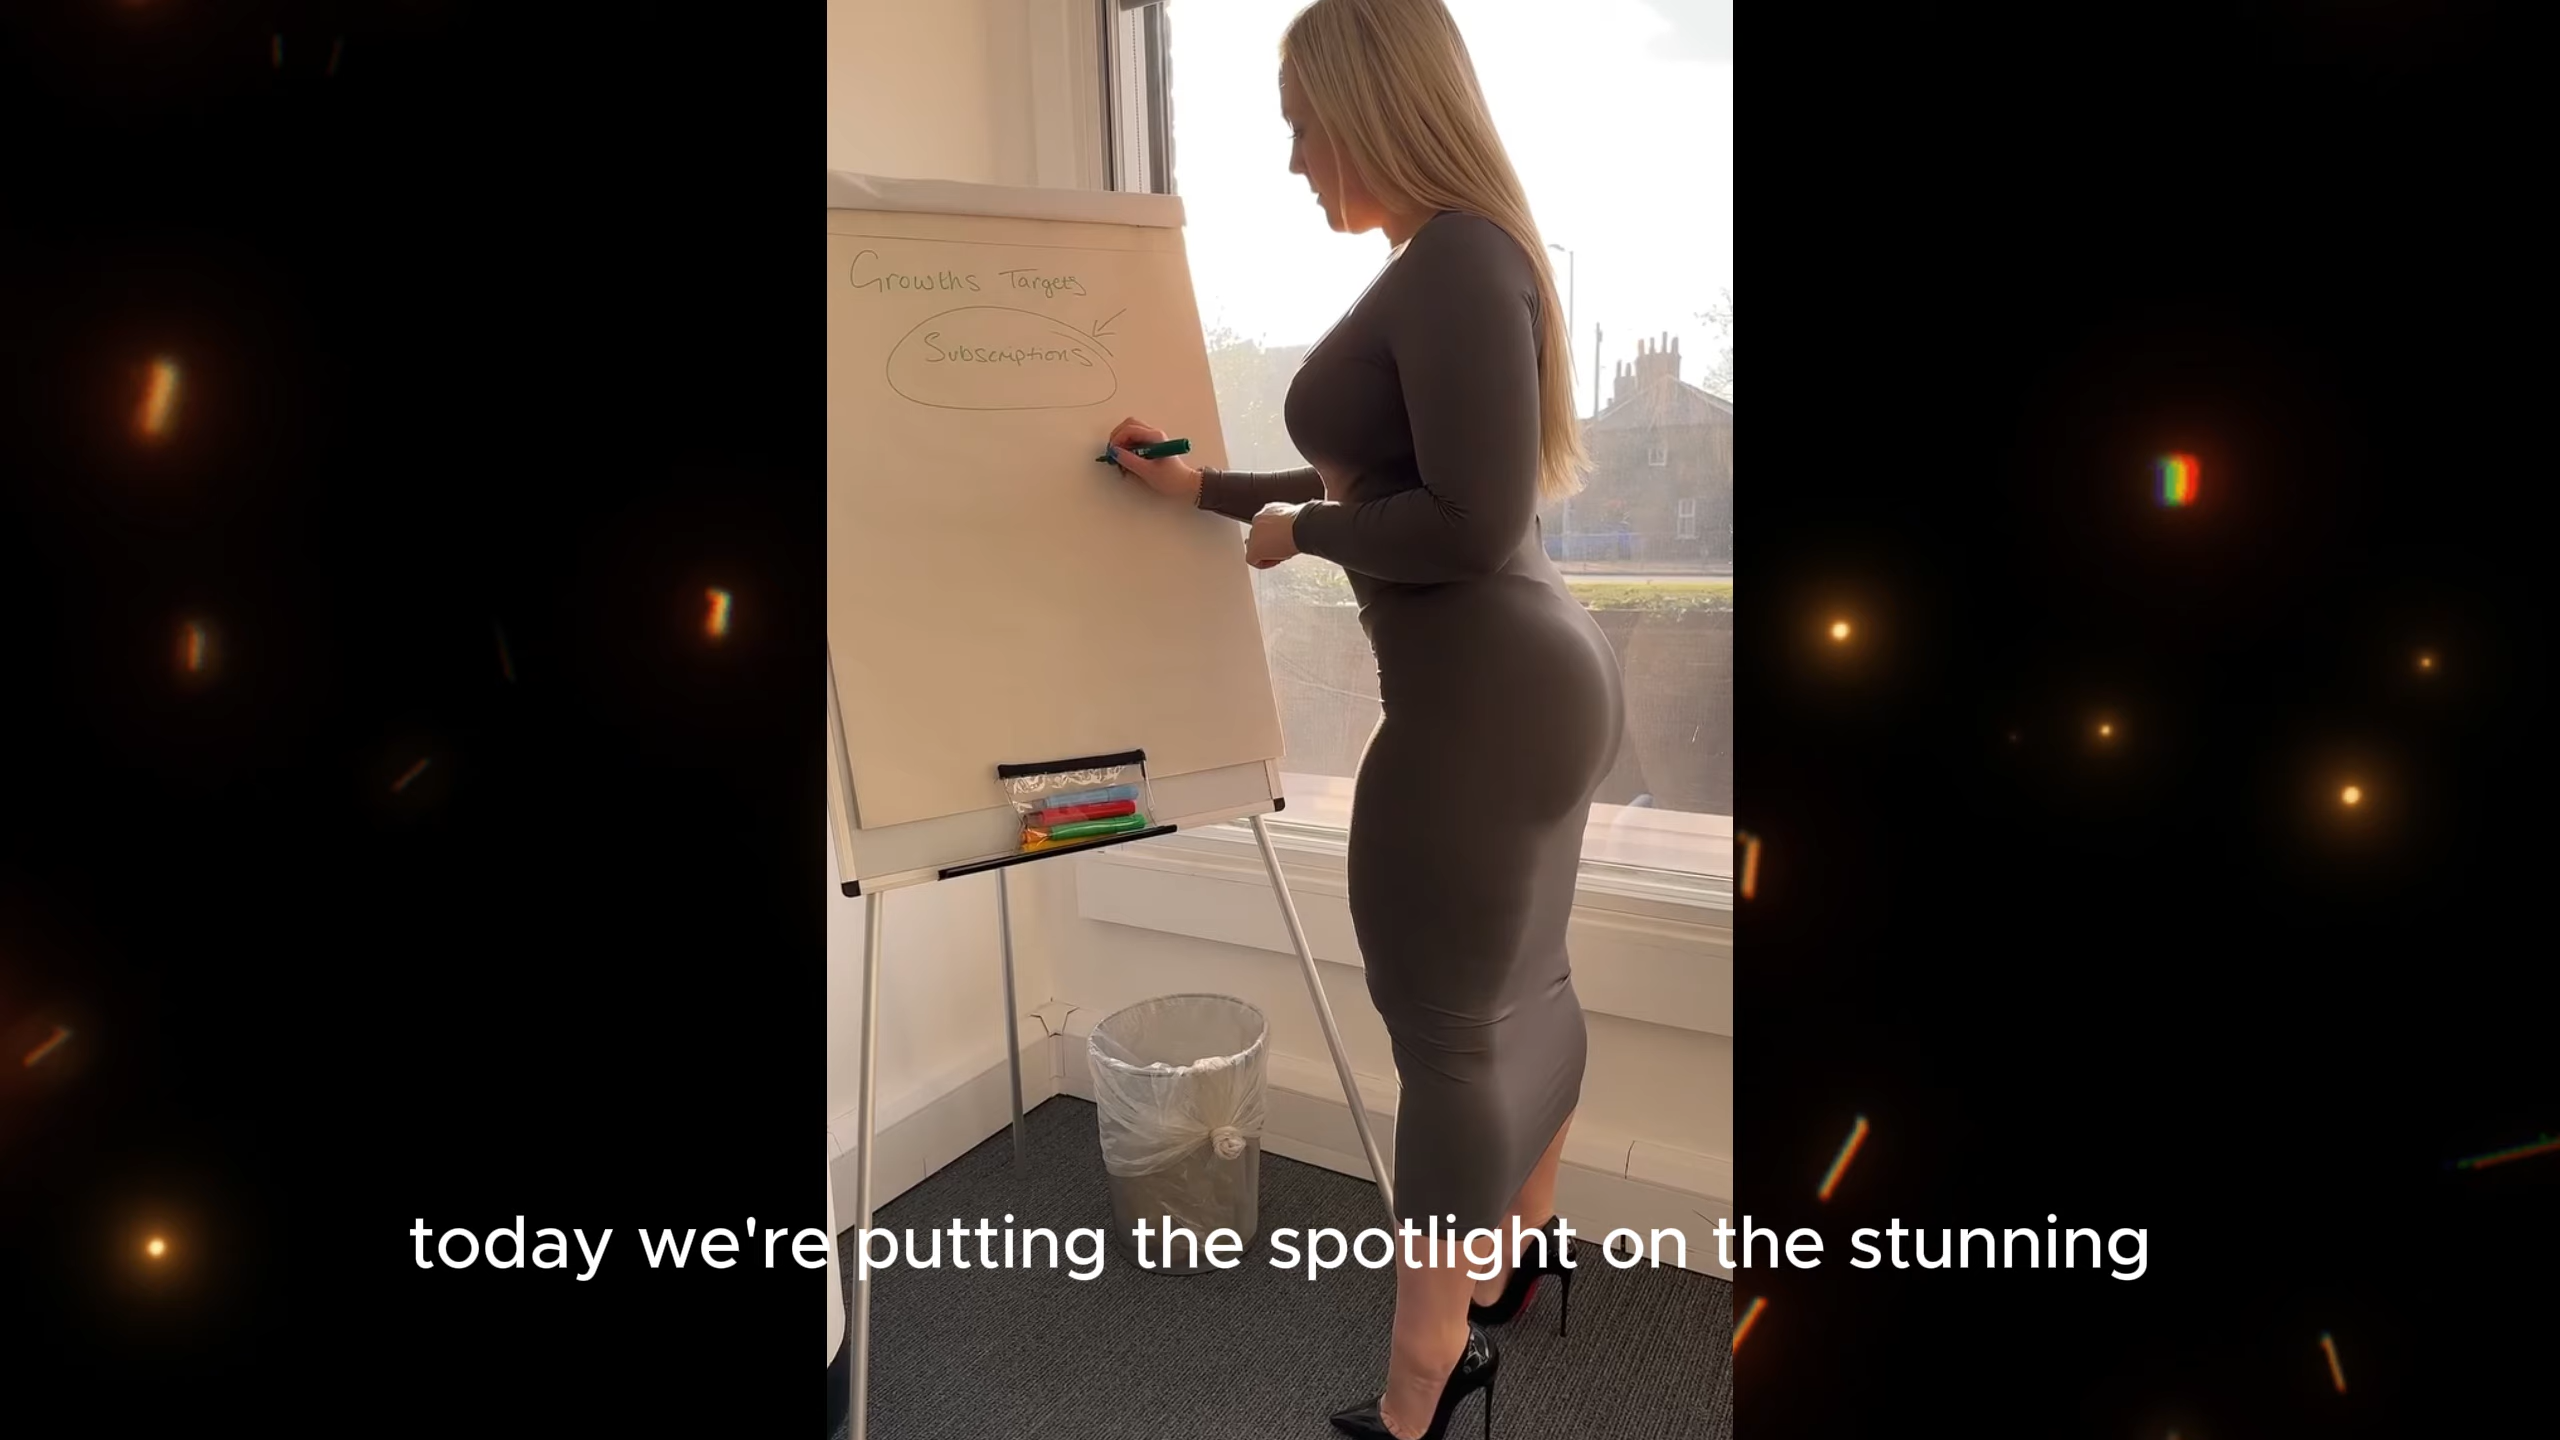 Growths Targets
Subscriptions
today we're putting the spotlight on the stunning